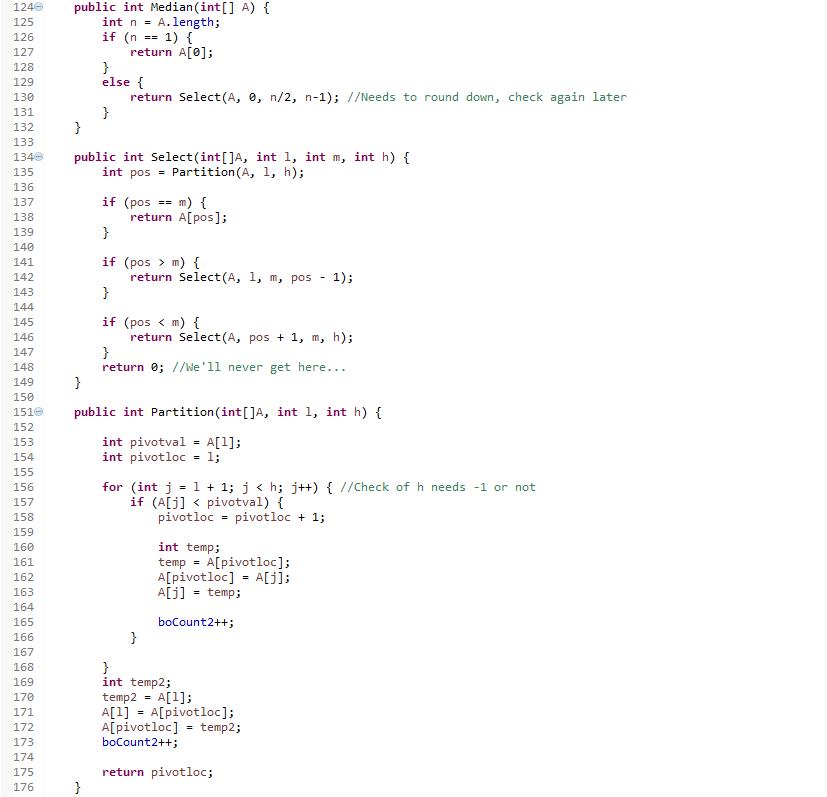 124 public int Median(int[] A) {
125 int n = A.length;
126 if (n == 1) {
127 return A[0];
128 }
129 else {
130 return Select(A, 0, n/2, n-1); //Needs to round down, check again later
131 }
132 }
133
134 public int Select(int[]A, int l, int m, int h) {
135 int pos = Partition(A, l, h);
136
137 if (pos == m) {
138 return A[pos];
139 }
140
141 if (pos > m) {
142 return Select(A, l, m, pos - 1);
143 }
144
145 if (pos < m) {
146 return Select(A, pos + 1, m, h);
147 }
148 return 0; //We'll never get here...
149 }
150
151 public int Partition(int[]A, int l, int h) {
152
153 int pivotval = A[l];
154 int pivotloc = l;
155
156 for (int j = l + 1; j < h; j++) { //Check of h needs -1 or not
157 if (A[j] < pivotval) {
158 pivotloc = pivotloc + 1;
159
160 int temp;
161 temp = A[pivotloc];
162 A[pivotloc] = A[j];
163 A[j] = temp;
164
165 boCount2++;
166 }
167
168 }
169 int temp2;
170 temp2 = A[l];
171 A[l] = A[pivotloc];
172 A[pivotloc] = temp2;
173 boCount2++;
174
175 return pivotloc;
176 }